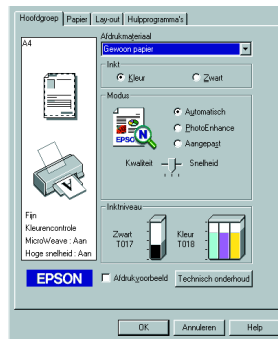 Hoofdgroep Papier Lay-out Hulpprogramma's
A4
Afdrukmateriaal
Gewoon papier
Inkt
Kleur Zwart
Modus
Automatisch
PhotoEnhance
Aangepast
EPSO N
Kwaliteit Snelheid
Fijn
Kleurencontrole
MicroWeave : Aan
Hoge snelheid : Aan
Inktniveau
Zwart
T017
Kleur
T018
EPSON
Afdrukvoorbeeld Technisch onderhoud
OK Annuleren Help